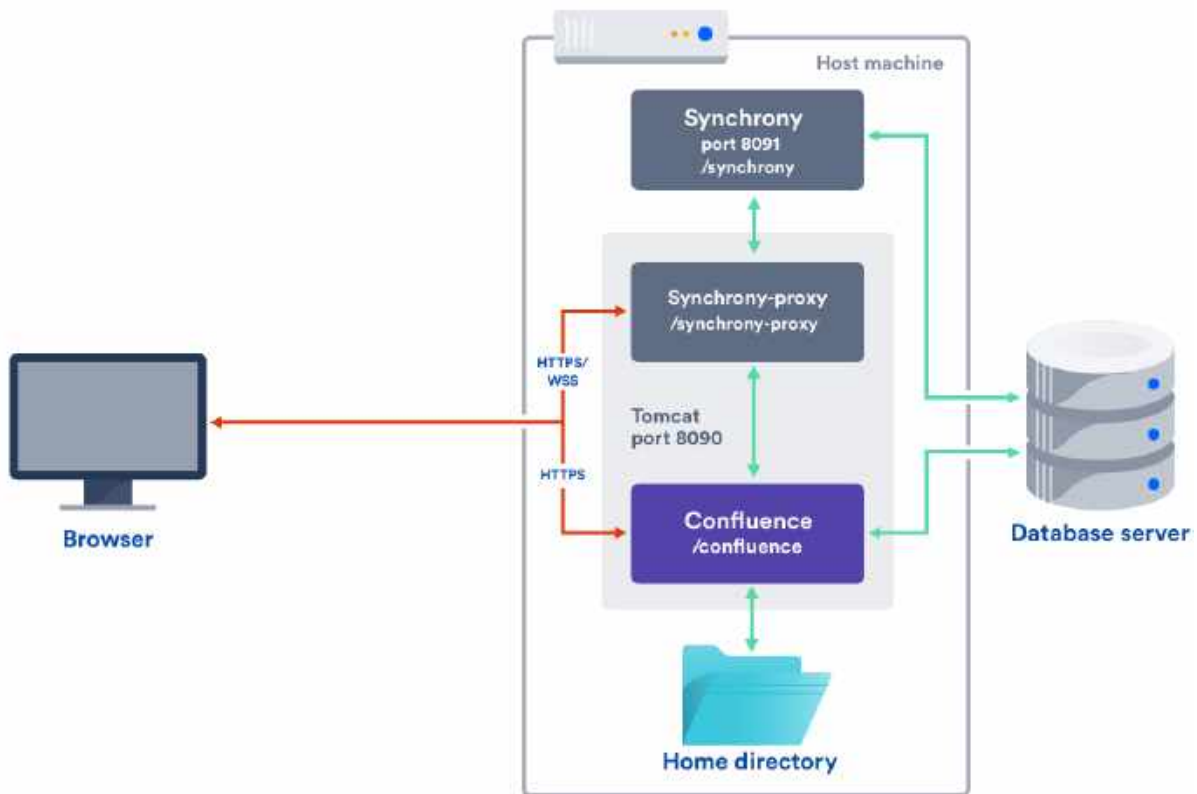 Host machine
Synchrony
port 8091
/synchrony
Synchrony-proxy
/synchrony-proxy
HTTPS/
WSS
Tomcat
port 8090
HTTPS
Confluence
/confluence
Browser
Database server
Home directory